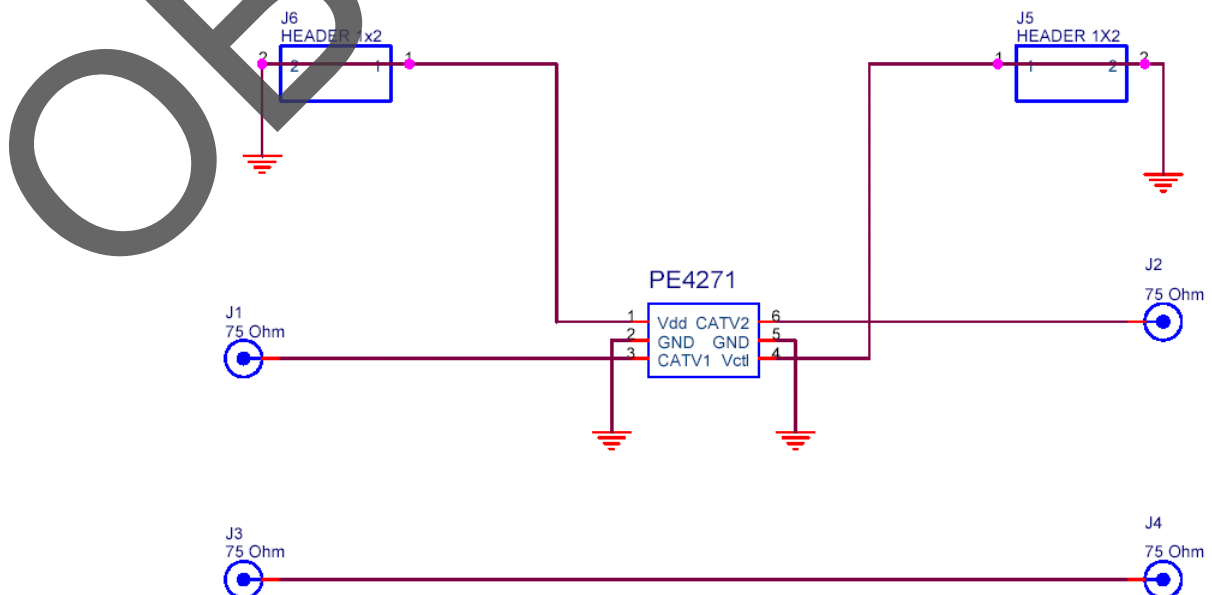 J6
HEADER 1x2
2 2 1 1
J5
HEADER 1X2
1 1 2 2
PE4271
J2
75 Ohm
J1
75 Ohm
1 Vdd CATV2 6
2 GND GND 5
3 CATV1 Vctl 4
J3
75 Ohm
J4
75 Ohm